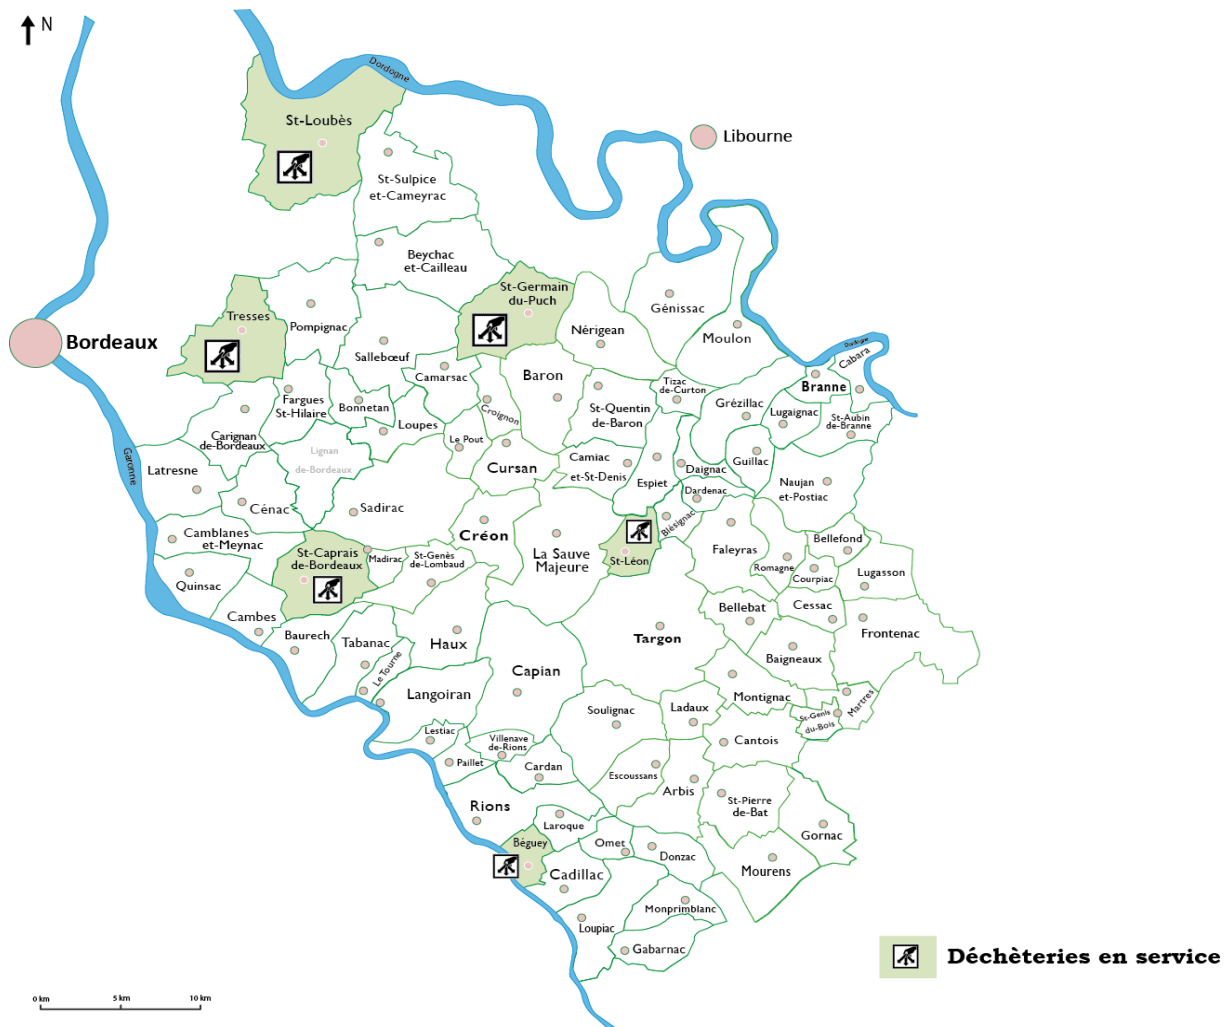 N
Dordogne
St-Loubès
Libourne
St-Sulpice
et-Cameyrac
Beychac
et-Cailleau
St-Germain
du-Puch
Génissac
Tresses
Pompignac
Nérigean
Moulon
Bordeaux
Sallebœuf
Dordogne
Cabara
Camarsac
Baron
Tizac
de-Curton
Branne
Fargues
St-Hilaire
Bonnetan
Croignon
St-Quentin
de-Baron
Grézillac
Lugaignac
St-Aubin
de-Branne
Carignan
de-Bordeaux
Loupes
Le Pout
Lignan
de-Bordeaux
Garonne
Latresne
Cursan
Camiac
et-St-Denis
Espiet
Daignac
Guillac
Naujan
et-Postiac
Dardenac
Cénac
Sadirac
Créon
Blésignac
Camblanes
et-Meynac
St-Caprais
de-Bordeaux
Madirac
St-Genès
de-Lombaud
La Sauve
Majeure
St-Léon
Faleyras
Bellefond
Romagne
Courpiac
Lugasson
Quinsac
Cambes
Bellebat
Cessac
Baurech
Tabanac
Le Tourne
Haux
Targon
Frontenac
Baigneaux
Capian
Langoiran
Montignac
Martres
Soulignac
Ladaux
St-Genis
du-Bois
Lestiac
Villenave
de-Rions
Cantois
Paillet
Cardan
Escoussans
Arbis
Rions
St-Pierre
de-Bat
Laroque
Gornac
Béguey
Omet
Donzac
Cadillac
Mourens
Monprimblanc
Loupiac
Gabarnac
Déchèteries en service
0 km
5 km
10 km